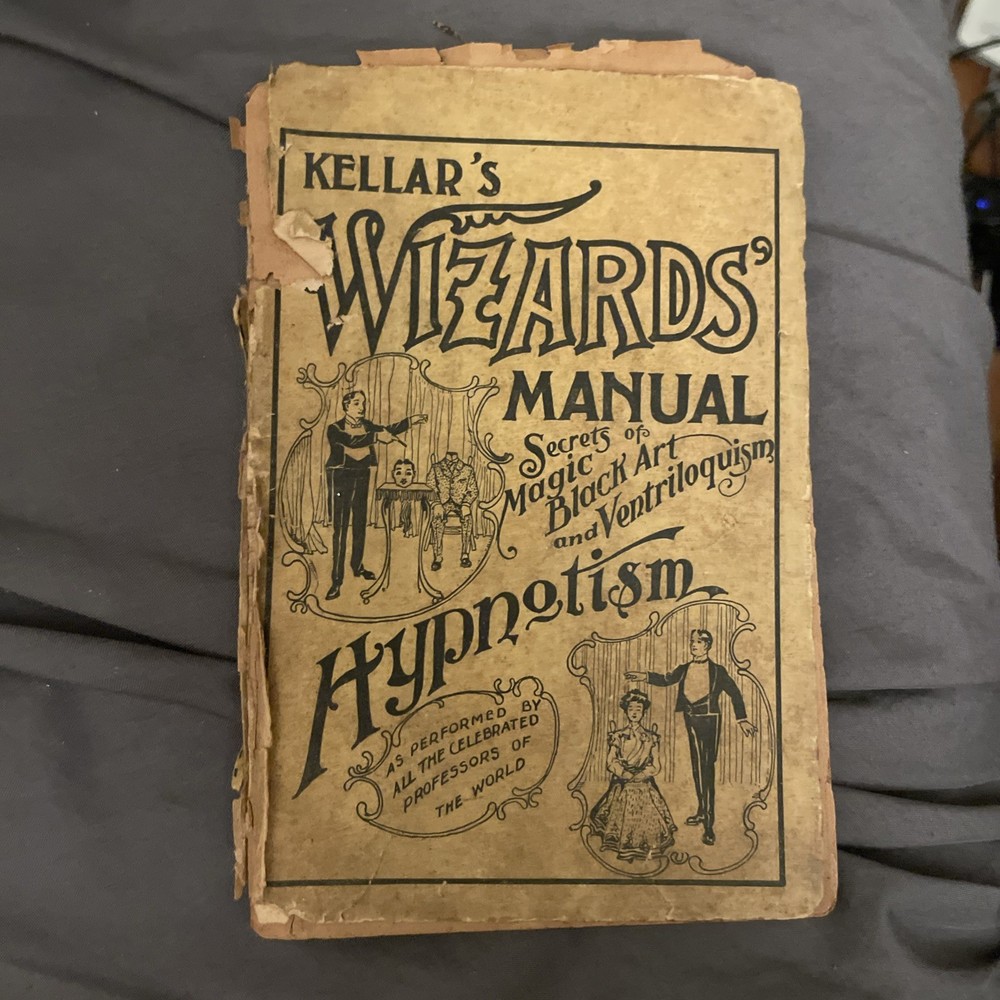 KELLAR'S
WIZARDS'
MANUAL
Secrets of
Magic
Black Art
and Ventriloquism
Hypnotism
AS PERFORMED BY
ALL THE CELEBRATED
PROFESSORS OF
THE WORLD